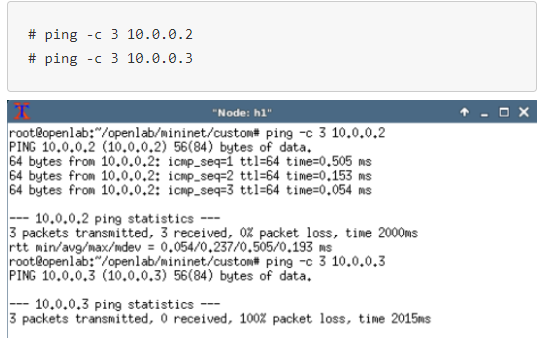 # ping -c 3 10.0.0.2
# ping -c 3 10.0.0.3
"Node: h1"
root@openlab:~/openlab/mininet/custom# ping -c 3 10.0.0.2
PING 10.0.0.2 (10.0.0.2) 56(84) bytes of data.
64 bytes from 10.0.0.2: icmp_seq=1 ttl=64 time=0.505 ms
64 bytes from 10.0.0.2: icmp_seq=2 ttl=64 time=0.153 ms
64 bytes from 10.0.0.2: icmp_seq=3 ttl=64 time=0.054 ms
--- 10.0.0.2 ping statistics ---
3 packets transmitted, 3 received, 0% packet loss, time 2000ms
rtt min/avg/max/mdev = 0.054/0.237/0.505/0.193 ms
root@openlab:~/openlab/mininet/custom# ping -c 3 10.0.0.3
PING 10.0.0.3 (10.0.0.3) 56(84) bytes of data.
--- 10.0.0.3 ping statistics ---
3 packets transmitted, 0 received, 100% packet loss, time 2015ms